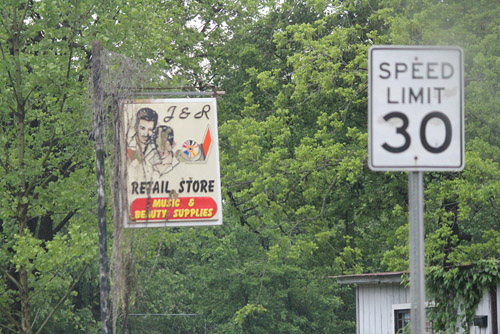 J & R
RETAIL STORE
MUSIC &
BEAUTY SUPPLIES
SPEED
LIMIT
30